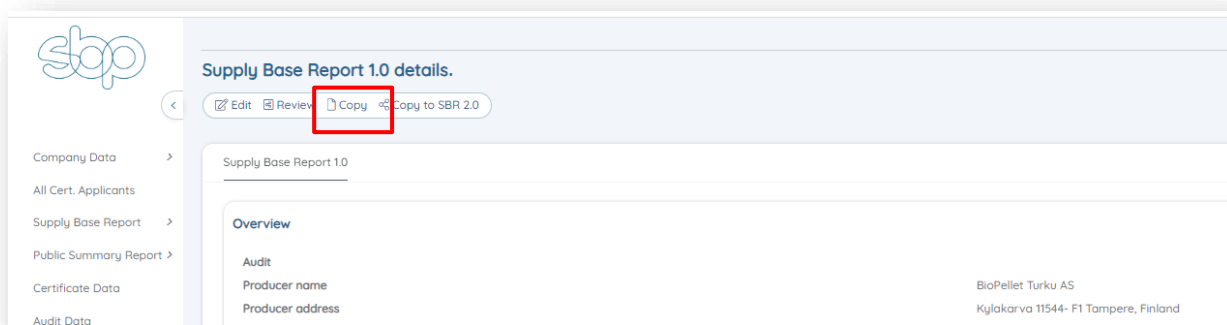 sbp
Supply Base Report 1.0 details.
Edit Review Copy Copy to SBR 2.0
Company Data
All Cert. Applicants
Supply Base Report
Public Summary Report
Certificate Data
Audit Data
Supply Base Report 1.0
Overview
Audit
Producer name BioPellet Turku AS
Producer address Kylakarva 11544- F1 Tampere, Finland